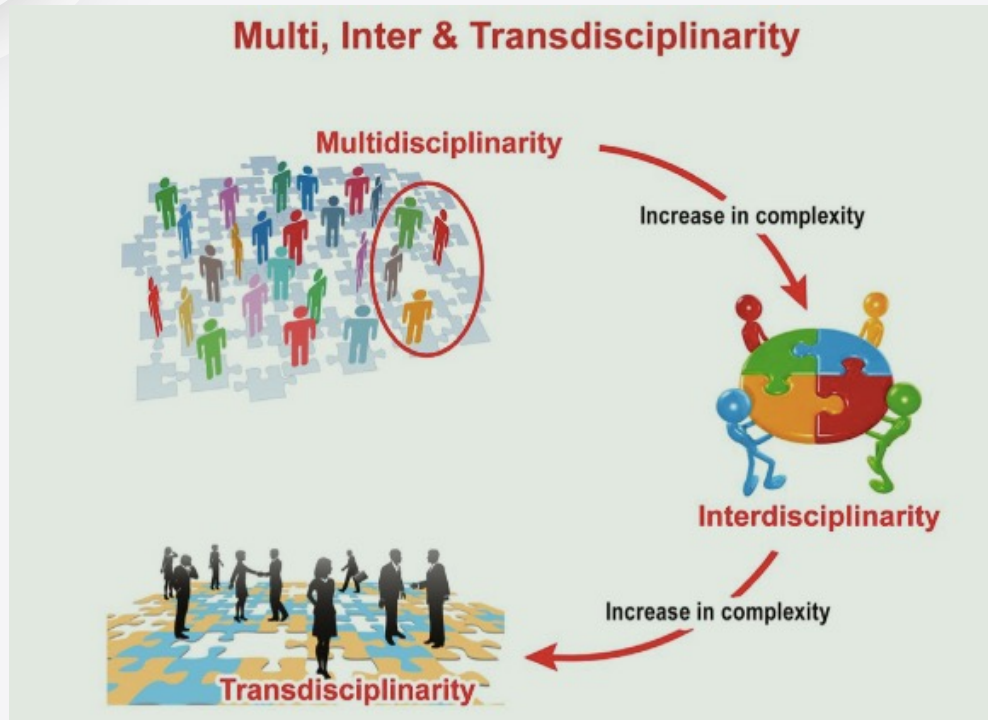 Multi, Inter & Transdisciplinarity
Multidisciplinarity
Increase in complexity
Interdisciplinarity
Increase in complexity
Transdisciplinarity